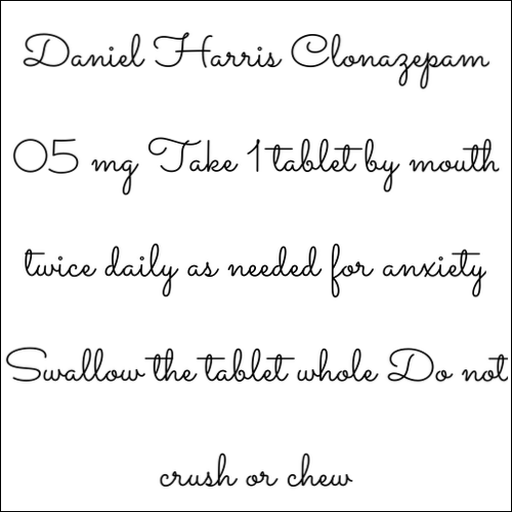 Daniel Harris Clonazepam
05 mg Take 1 tablet by mouth
twice daily as needed for anxiety
Swallow the tablet whole Do not
crush or chew